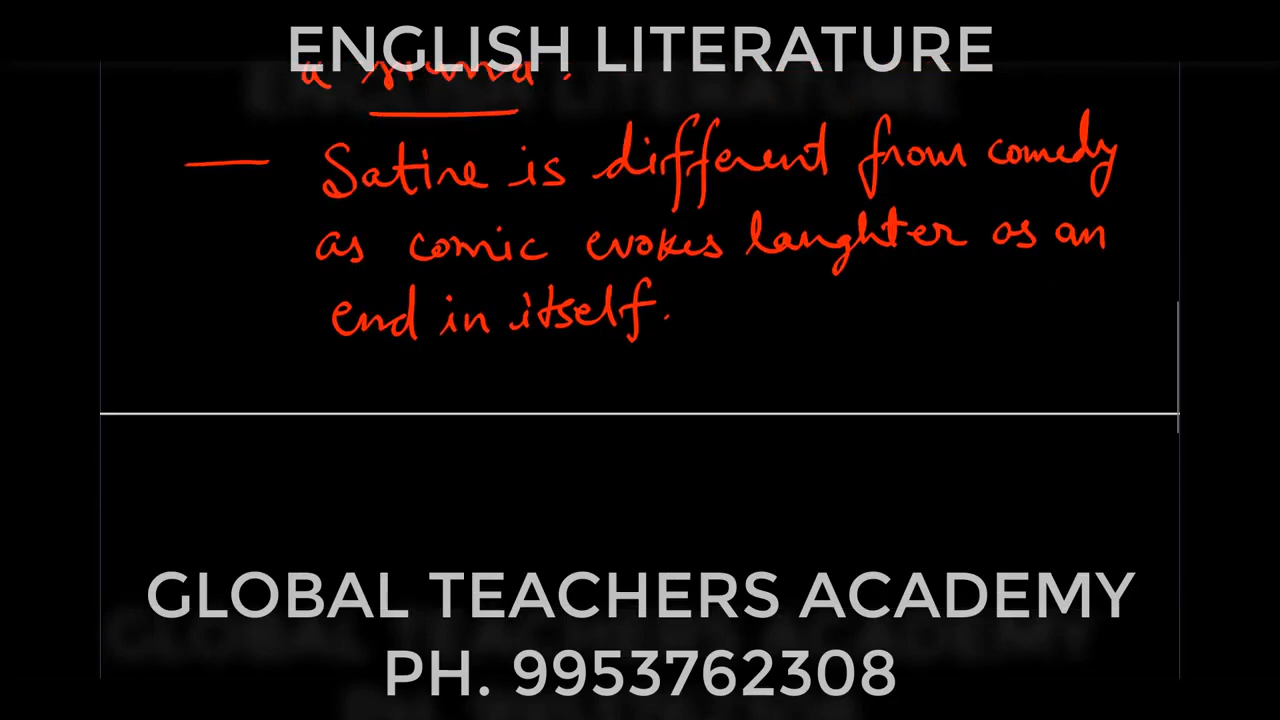 ENGLISH LITERATURE
— Satire is different from comedy
as comic evokes laughter as an
end in itself.
GLOBAL TEACHERS ACADEMY
PH. 9953762308